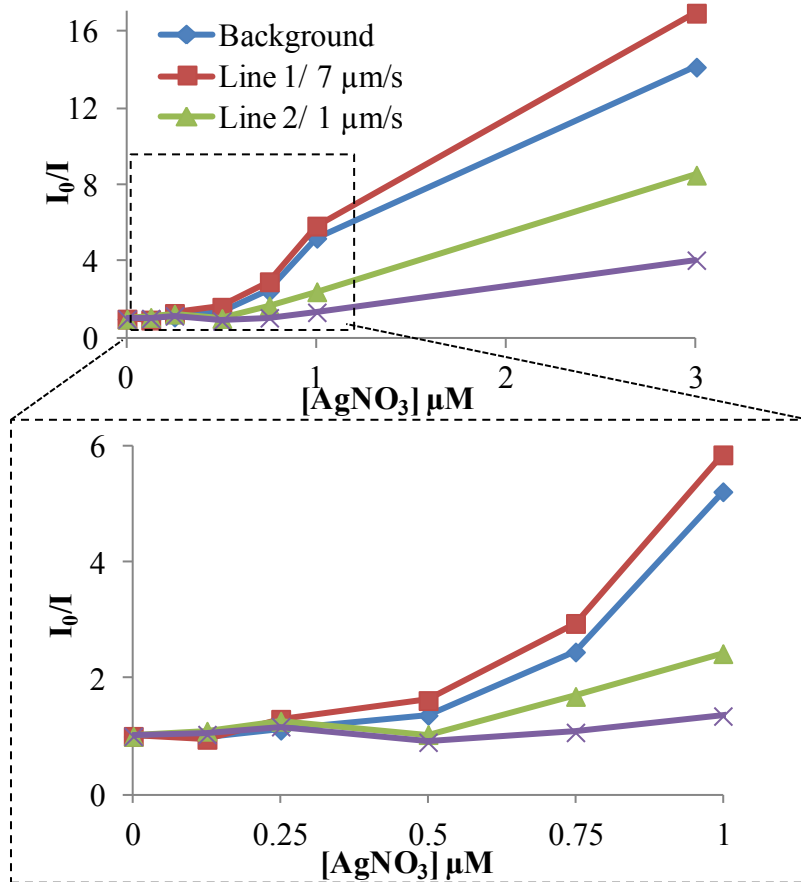 16
12
8
4
0
I₀/I
Background
Line 1/ 7 µm/s
Line 2/ 1 µm/s
0 1 2 3
[AgNO₃] µM
6
4
2
0
I₀/I
0 0.25 0.5 0.75 1
[AgNO₃] µM